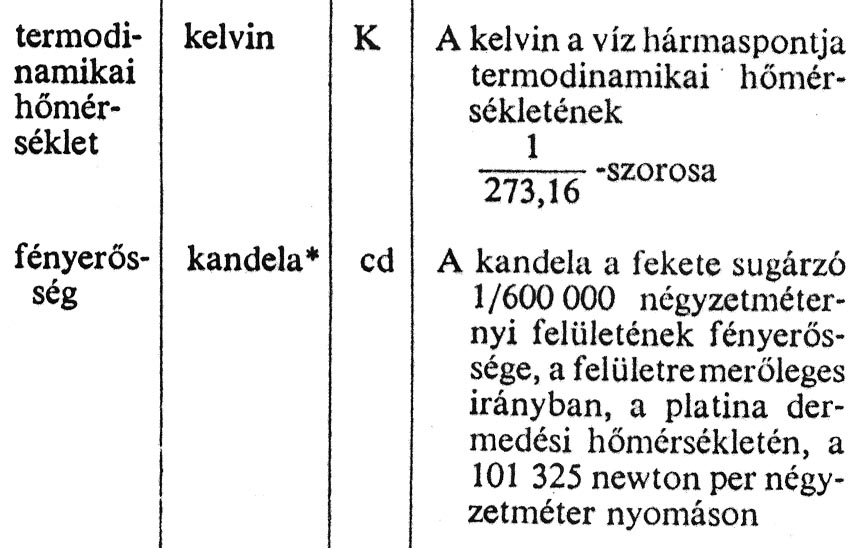 termodi- kelvin K A kelvin a víz hármaspontja
namikai termodinamikai hőmér-
hőmér- sékletének
séklet 1
273,16 -szorosa
fényerős- kandela* cd A kandela a fekete sugárzó
ség 1/600 000 négyzetméter-
nyi felületének fényerős-
sége, a felületre merőleges
irányban, a platina der-
medési hőmérsékletén, a
101 325 newton per négy-
zetméter nyomáson